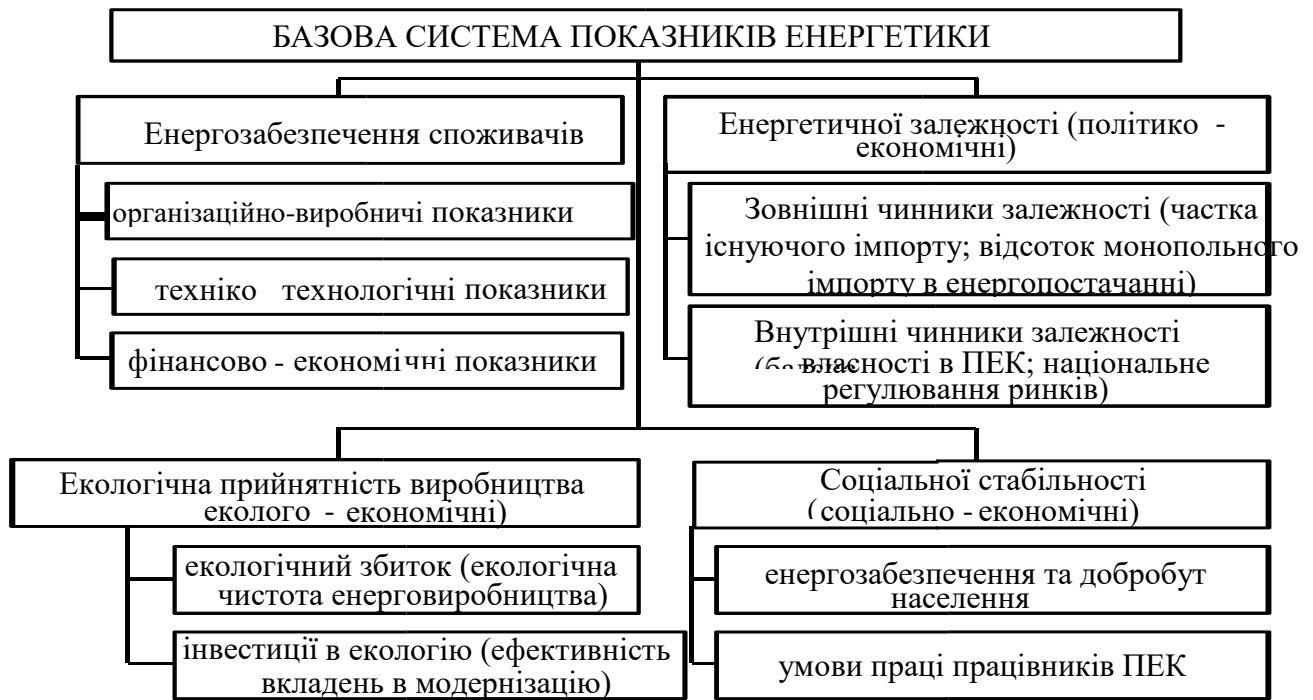 БАЗОВА СИСТЕМА ПОКАЗНИКІВ ЕНЕРГЕТИКИ
Енергозабезпечення споживачів
організаційно-виробничі показники
техніко технологічні показники
фінансово - економічні показники
Енергетичної залежності (політико -
економічні)
Зовнішні чинники залежності (частка
існуючого імпорту; відсоток монопольного
імпорту в енергопостачанні)
Внутрішні чинники залежності
власності в ПЕК; національне
регулювання ринків)
Екологічна прийнятність виробництва
еколого - економічні)
екологічний збиток (екологічна
чистота енерговиробництва)
інвестиції в екологію (ефективність
вкладень в модернізацію)
Соціальної стабільності
(соціально - економічні)
енергозабезпечення та добробут
населення
умови праці працівників ПЕК